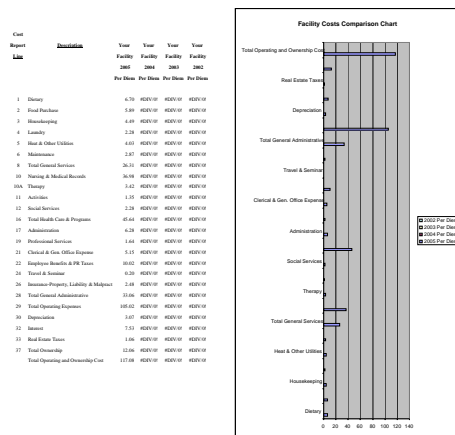 Cost
Report Description Year Year Year Year
Line Facility Facility Facility Facility
2005 2004 2003 2002
Per Diem Per Diem Per Diem Per Diem
1 Dietary 6.70 #DIV/0! #DIV/0! #DIV/0!
2 Food Purchase 5.89 #DIV/0! #DIV/0! #DIV/0!
3 Housekeeping 4.49 #DIV/0! #DIV/0! #DIV/0!
4 Laundry 2.28 #DIV/0! #DIV/0! #DIV/0!
5 Heat & Other Utilities 4.03 #DIV/0! #DIV/0! #DIV/0!
6 Maintenance 2.87 #DIV/0! #DIV/0! #DIV/0!
8 Total General Services 26.31 #DIV/0! #DIV/0! #DIV/0!
10 Nursing & Medical Records 36.98 #DIV/0! #DIV/0! #DIV/0!
10A Therapy 3.42 #DIV/0! #DIV/0! #DIV/0!
11 Activities 1.35 #DIV/0! #DIV/0! #DIV/0!
12 Social Services 2.28 #DIV/0! #DIV/0! #DIV/0!
16 Total Health Care & Programs 45.64 #DIV/0! #DIV/0! #DIV/0!
17 Administration 6.28 #DIV/0! #DIV/0! #DIV/0!
19 Professional Services 1.64 #DIV/0! #DIV/0! #DIV/0!
21 Clerical & Gen. Office Expense 5.15 #DIV/0! #DIV/0! #DIV/0!
22 Employee Benefits & PR Taxes 10.02 #DIV/0! #DIV/0! #DIV/0!
24 Travel & Seminar 0.20 #DIV/0! #DIV/0! #DIV/0!
26 Insurance-Property, Liability & Malpract 2.48 #DIV/0! #DIV/0! #DIV/0!
28 Total General Administrative 33.06 #DIV/0! #DIV/0! #DIV/0!
29 Total Operating Expenses 105.02 #DIV/0! #DIV/0! #DIV/0!
30 Depreciation 3.07 #DIV/0! #DIV/0! #DIV/0!
32 Interest 7.53 #DIV/0! #DIV/0! #DIV/0!
33 Real Estate Taxes 1.06 #DIV/0! #DIV/0! #DIV/0!
37 Total Ownership 12.06 #DIV/0! #DIV/0! #DIV/0!
Total Operating and Ownership Cost 117.08 #DIV/0! #DIV/0! #DIV/0!
Facility Costs Comparison Chart
Total Operating and Ownership Cost
Real Estate Taxes
Depreciation
Total General Administrative
Travel & Seminar
Clerical & Gen. Office Expense
Administration
Social Services
Therapy
Total General Services
Heat & Other Utilities
Housekeeping
Dietary
0 20 40 60 80 100 120 140
2002 Per Diem
2003 Per Diem
2004 Per Diem
2005 Per Diem